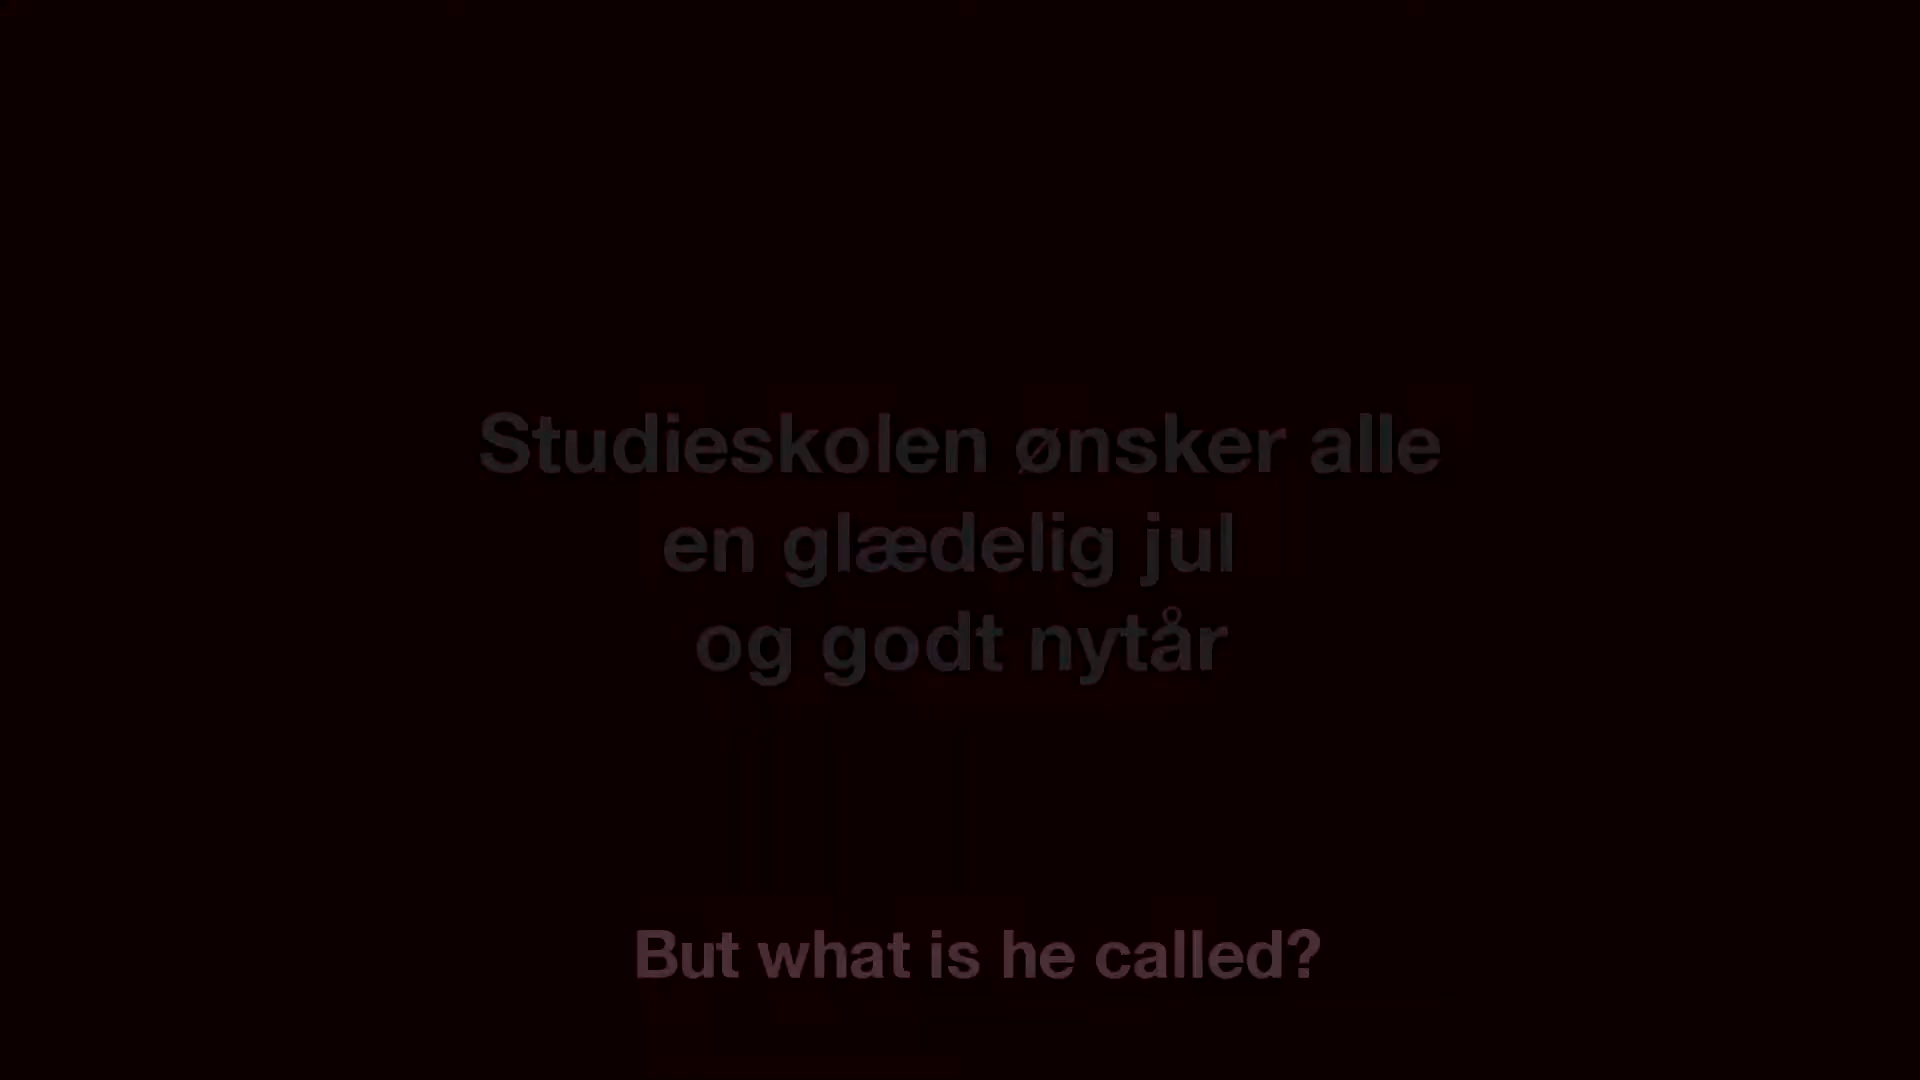 Studieskolen ønsker alle
en glædelig jul
og godt nytår
But what is he called?